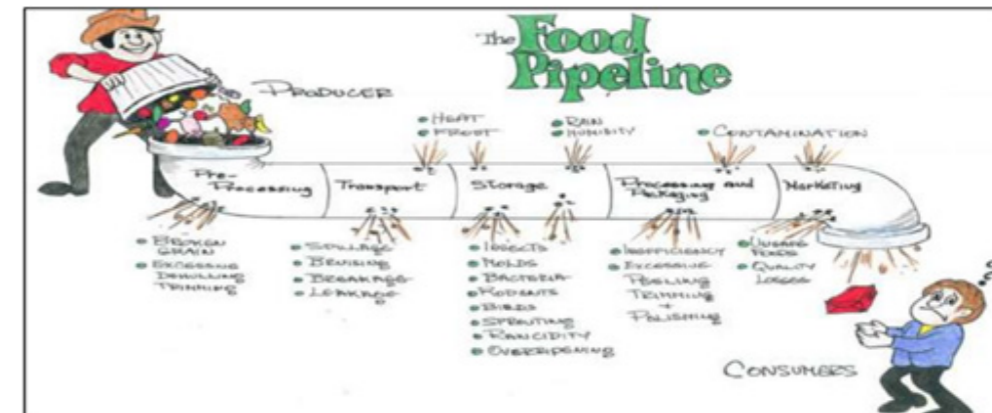 The Food
Pipeline
PRODUCER
• HEAT
• FROST
• RAIN
• HUMIDITY
• CONTAMINATION
Pre-
Processing
Transport
Storage
Processing and
Packaging
Marketing
• BROKEN
GRAIN
• EXCESSIVE
DEHULLING
TRIMMING
• SPILLAGE
• BRUISING
• BREAKAGE
• LEAKAGE
• INSECTS
• MOLDS
• BACTERIA
• RODENTS
• BIRDS
• SPROUTING
• RANCIDITY
• OVERRIPENING
• INEFFICIENCY
• EXCESSIVE
PEELING
TRIMMING
+
POLISHING
• UNSAFE
FOODS
• QUALITY
LOSSES
CONSUMERS